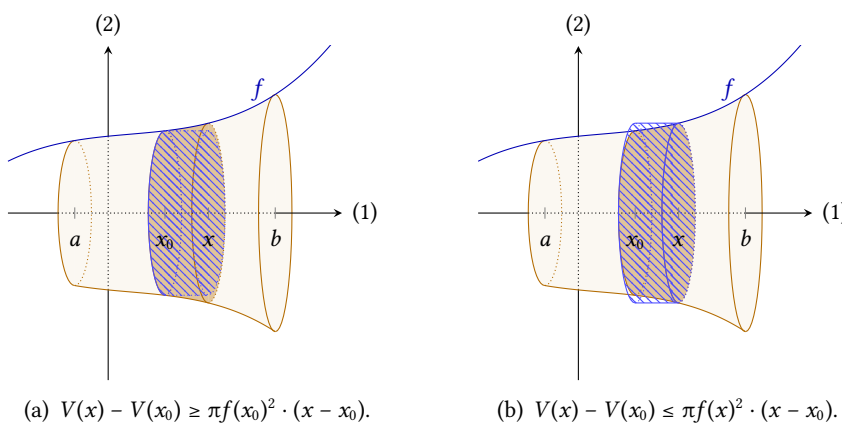 (2)
f
(1)
a
x₀
x
b
(a) V(x) − V(x₀) ≥ πf(x₀)² · (x − x₀).
(2)
f
(1)
a
x₀
x
b
(b) V(x) − V(x₀) ≤ πf(x)² · (x − x₀).